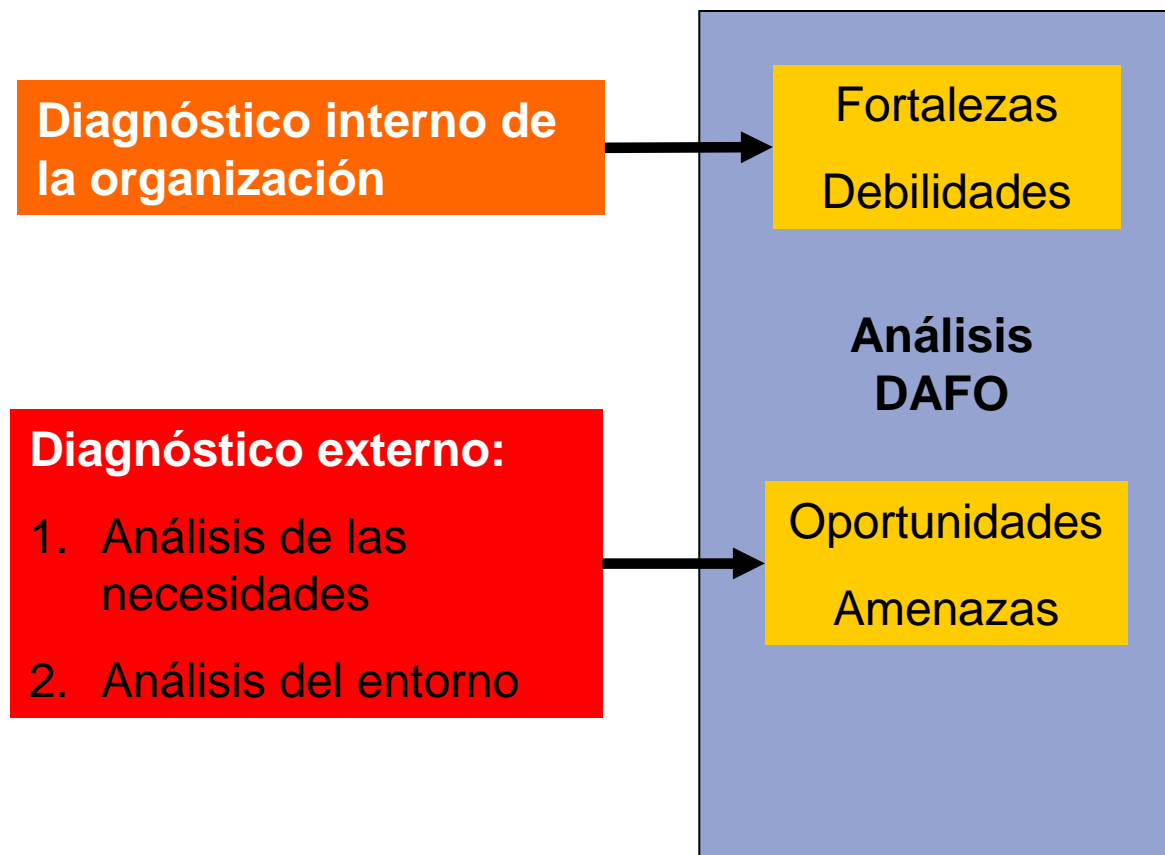 Diagnóstico interno de
la organización
Fortalezas
Debilidades
Análisis
DAFO
Diagnóstico externo:
1. Análisis de las
necesidades
2. Análisis del entorno
Oportunidades
Amenazas